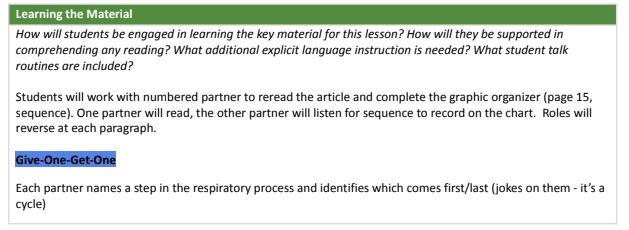 Learning the Material
How will students be engaged in learning the key material for this lesson? How will they be supported in
comprehending any reading? What additional explicit language instruction is needed? What student talk
routines are included?
Students will work with numbered partner to reread the article and complete the graphic organizer (page 15,
sequence). One partner will read, the other partner will listen for sequence to record on the chart.  Roles will
reverse at each paragraph.
Give-One-Get-One
Each partner names a step in the respiratory process and identifies which comes first/last (jokes on them - it's a
cycle)